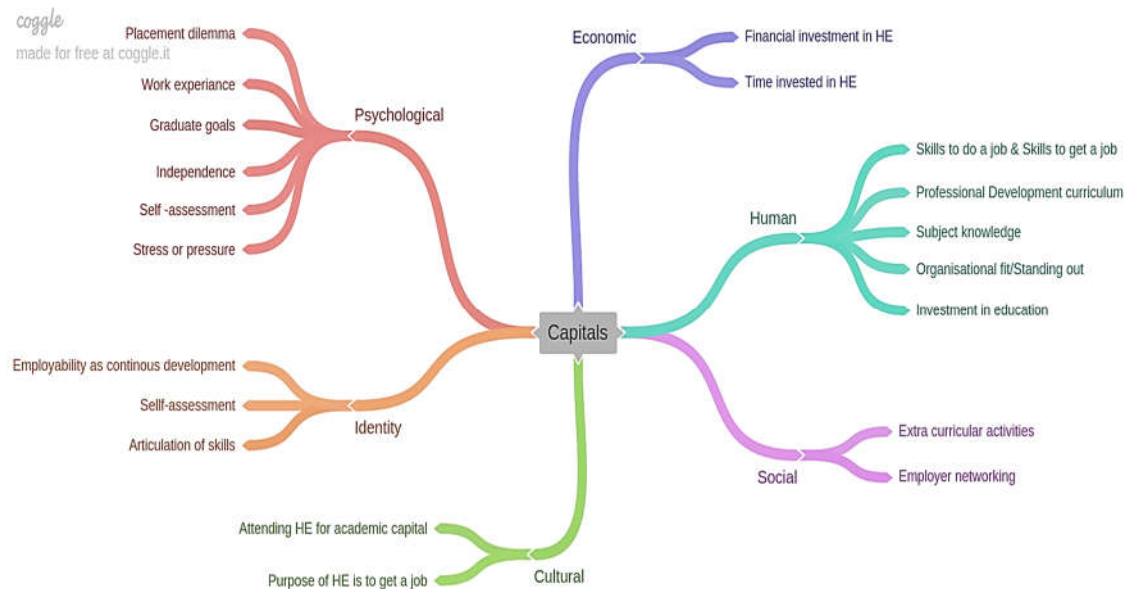 coggle
made for free at coggle.it
Placement dilemma
Work experiance
Graduate goals
Independence
Self -assessment
Stress or pressure
Psychological
Economic
Financial investment in HE
Time invested in HE
Human
Skills to do a job & Skills to get a job
Professional Development curriculum
Subject knowledge
Organisational fit/Standing out
Investment in education
Capitals
Employability as continous development
Sellf-assessment
Articulation of skills
Identity
Social
Extra curricular activities
Employer networking
Attending HE for academic capital
Purpose of HE is to get a job
Cultural